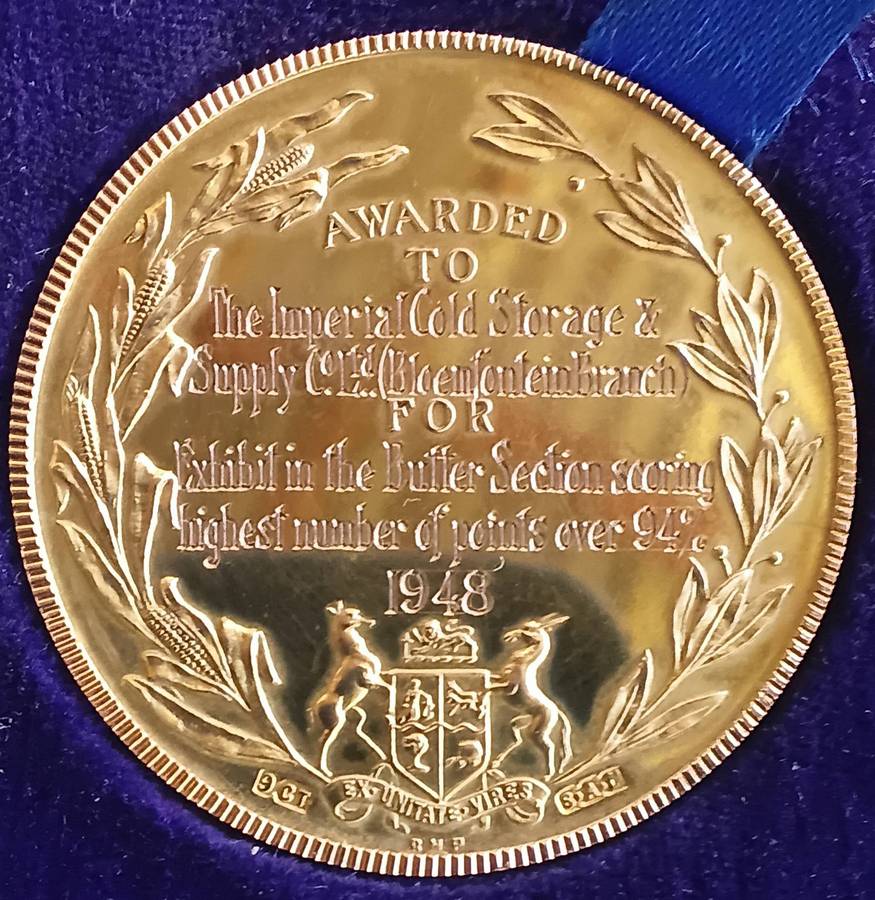 AWARDED
TO
The Imperial Cold Storage &
Supply Co. Ltd. (Bloemfontein Branch)
FOR
Exhibit in the Butter Section scoring
highest number of points over 94%
1948
9CT EX·UNITATE·VIRES S.A.M